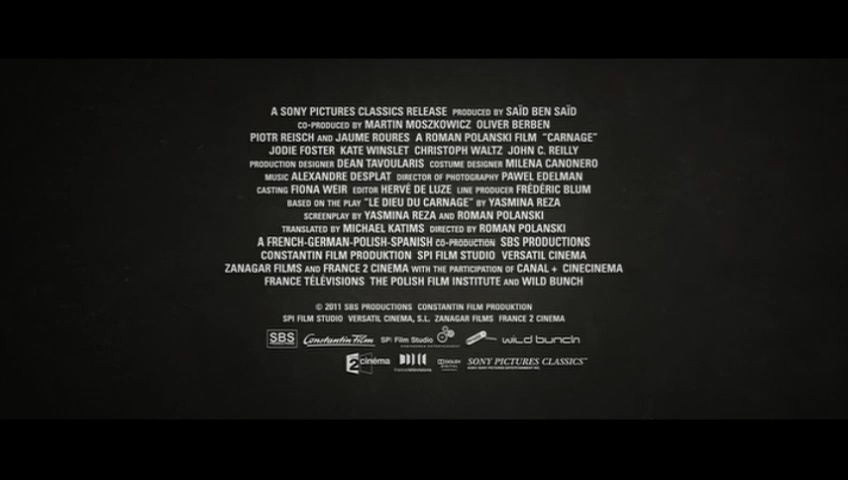 A SONY PICTURES CLASSICS RELEASE PRODUCED BY SAÏD BEN SAÏD
CO-PRODUCED BY MARTIN MOSZKOWICZ OLIVER BERBEN
PIOTR REISCH AND JAUME ROURES A ROMAN POLANSKI FILM "CARNAGE"
JODIE FOSTER KATE WINSLET CHRISTOPH WALTZ JOHN C. REILLY
PRODUCTION DESIGNER DEAN TAVOULARIS COSTUME DESIGNER MILENA CANONERO
MUSIC ALEXANDRE DESPLAT DIRECTOR OF PHOTOGRAPHY PAWEL EDELMAN
CASTING FIONA WEIR EDITOR HERVÉ DE LUZE LINE PRODUCER FRÉDÉRIC BLUM
BASED ON THE PLAY "LE DIEU DU CARNAGE" BY YASMINA REZA
SCREENPLAY BY YASMINA REZA AND ROMAN POLANSKI
TRANSLATED BY MICHAEL KATIMS DIRECTED BY ROMAN POLANSKI
A FRENCH-GERMAN-POLISH-SPANISH CO-PRODUCTION SBS PRODUCTIONS
CONSTANTIN FILM PRODUKTION SPI FILM STUDIO VERSATIL CINEMA
ZANAGAR FILMS AND FRANCE 2 CINEMA WITH THE PARTICIPATION OF CANAL + CINECINEMA
FRANCE TÉLÉVISIONS THE POLISH FILM INSTITUTE AND WILD BUNCH
© 2011 SBS PRODUCTIONS CONSTANTIN FILM PRODUKTION
SPI FILM STUDIO VERSATIL CINEMA, S.L. ZANAGAR FILMS FRANCE 2 CINEMA
SBS Constantin Film SPI Film Studio wild bunch
2 cinéma francetélévisions DOLBY DIGITAL SONY PICTURES CLASSICS™